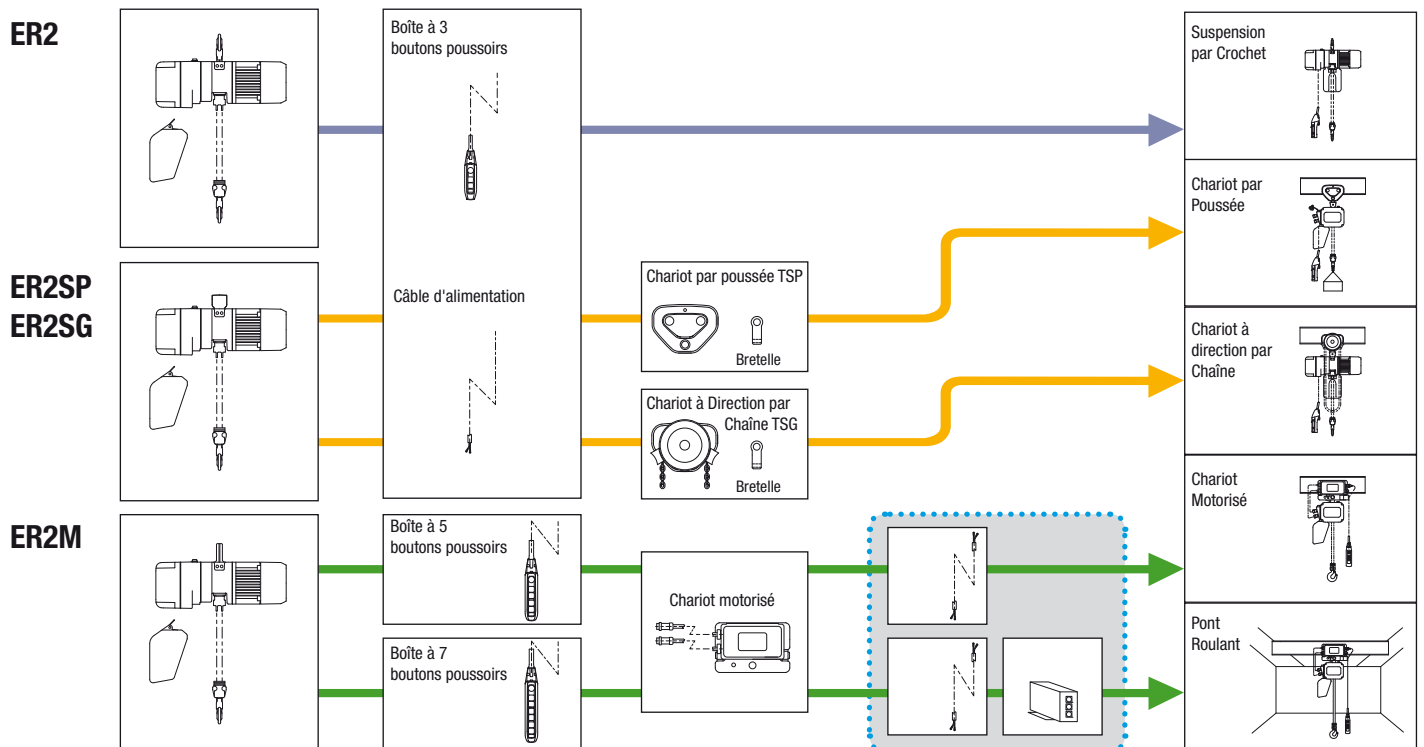 ER2
Boîte à 3
boutons poussoirs
Suspension
par Crochet
Chariot par
Poussée
ER2SP
ER2SG
Câble d'alimentation
Chariot par poussée TSP
Bretelle
Chariot à
direction par
Chaîne
Chariot à Direction par
Chaîne TSG
Bretelle
ER2M
Boîte à 5
boutons poussoirs
Chariot
Motorisé
Chariot motorisé
Boîte à 7
boutons poussoirs
Pont
Roulant